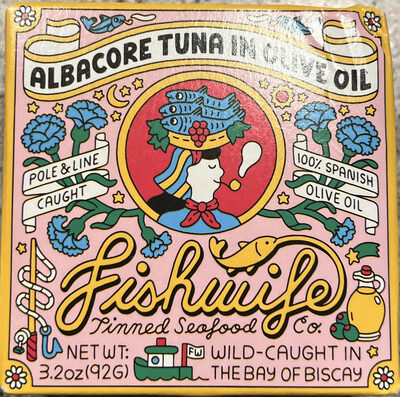 ALBACORE TUNA IN OLIVE OIL
POLE & LINE
CAUGHT
100% SPANISH
OLIVE OIL
Fishwife
Tinned Seafood Co.
NET WT:
3.2oz(92G)
FW
WILD-CAUGHT IN
THE BAY OF BISCAY